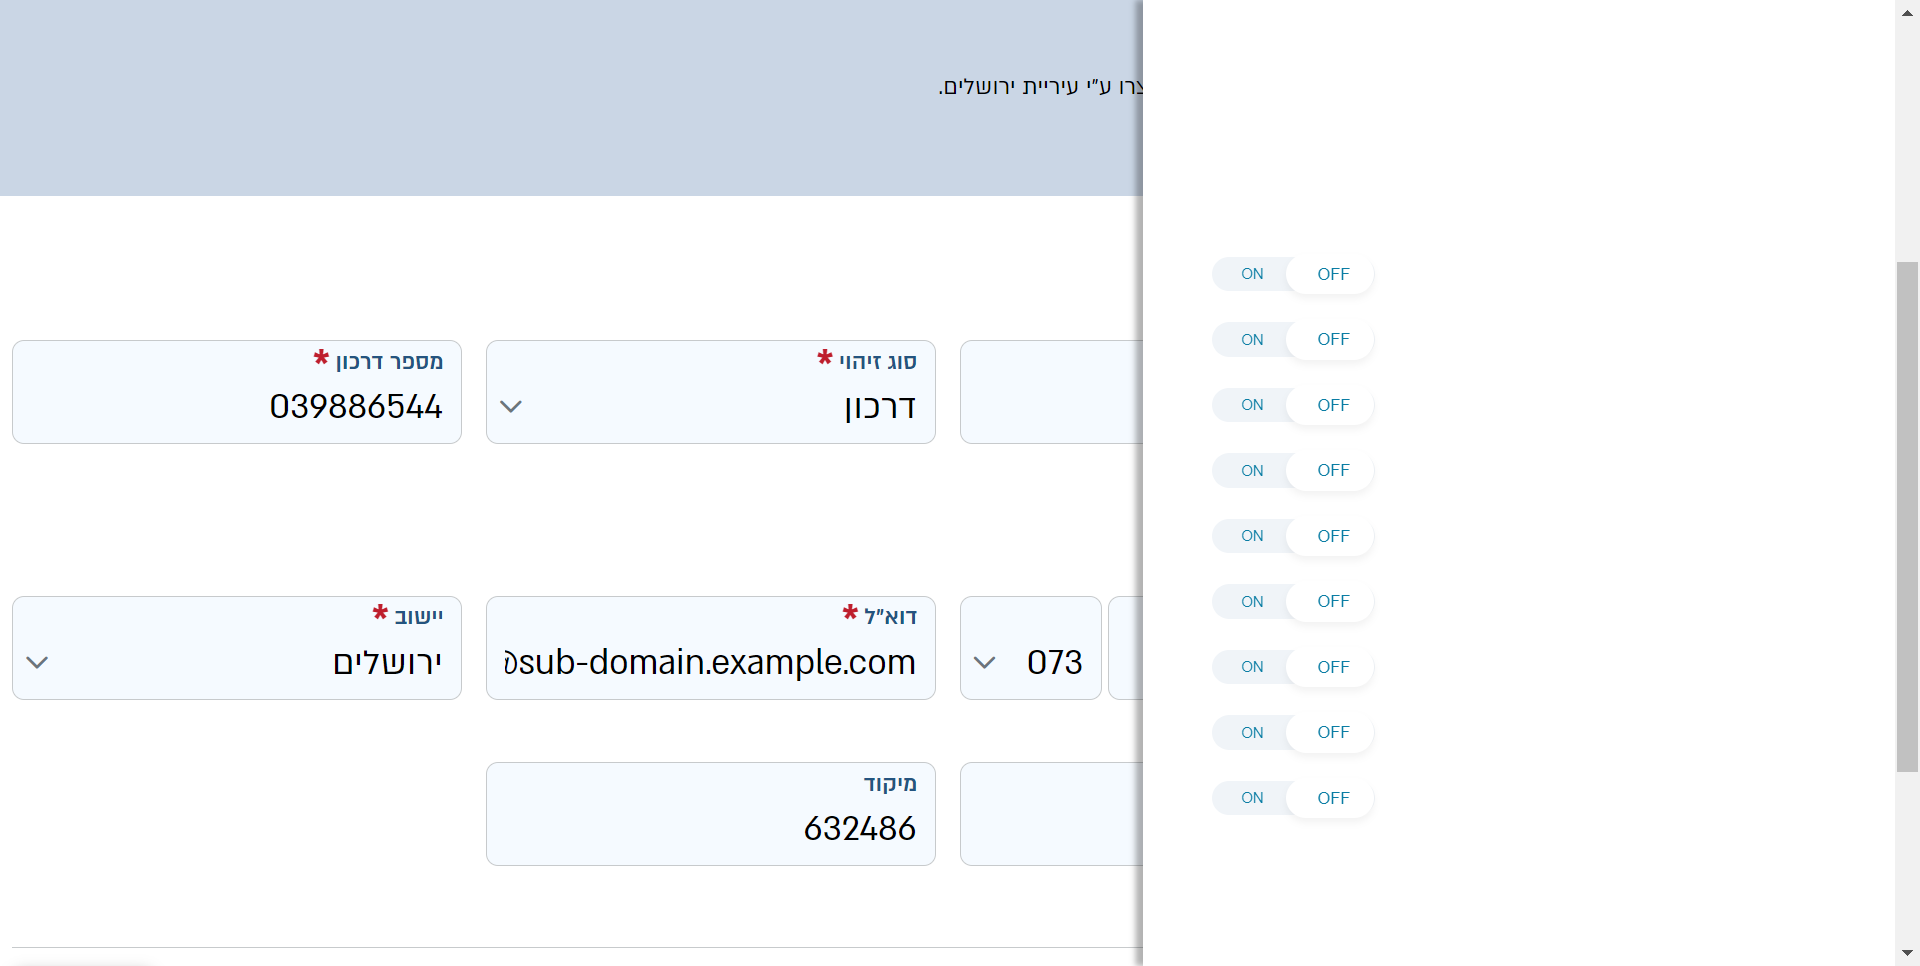 ע"י עיריית ירושלים.
סוג זיהוי *
דרכון
מספר דרכון *
039886544
073
דוא"ל *
@sub-domain.example.com
יישוב *
ירושלים
מיקוד
632486
ON OFF
ON OFF
ON OFF
ON OFF
ON OFF
ON OFF
ON OFF
ON OFF
ON OFF